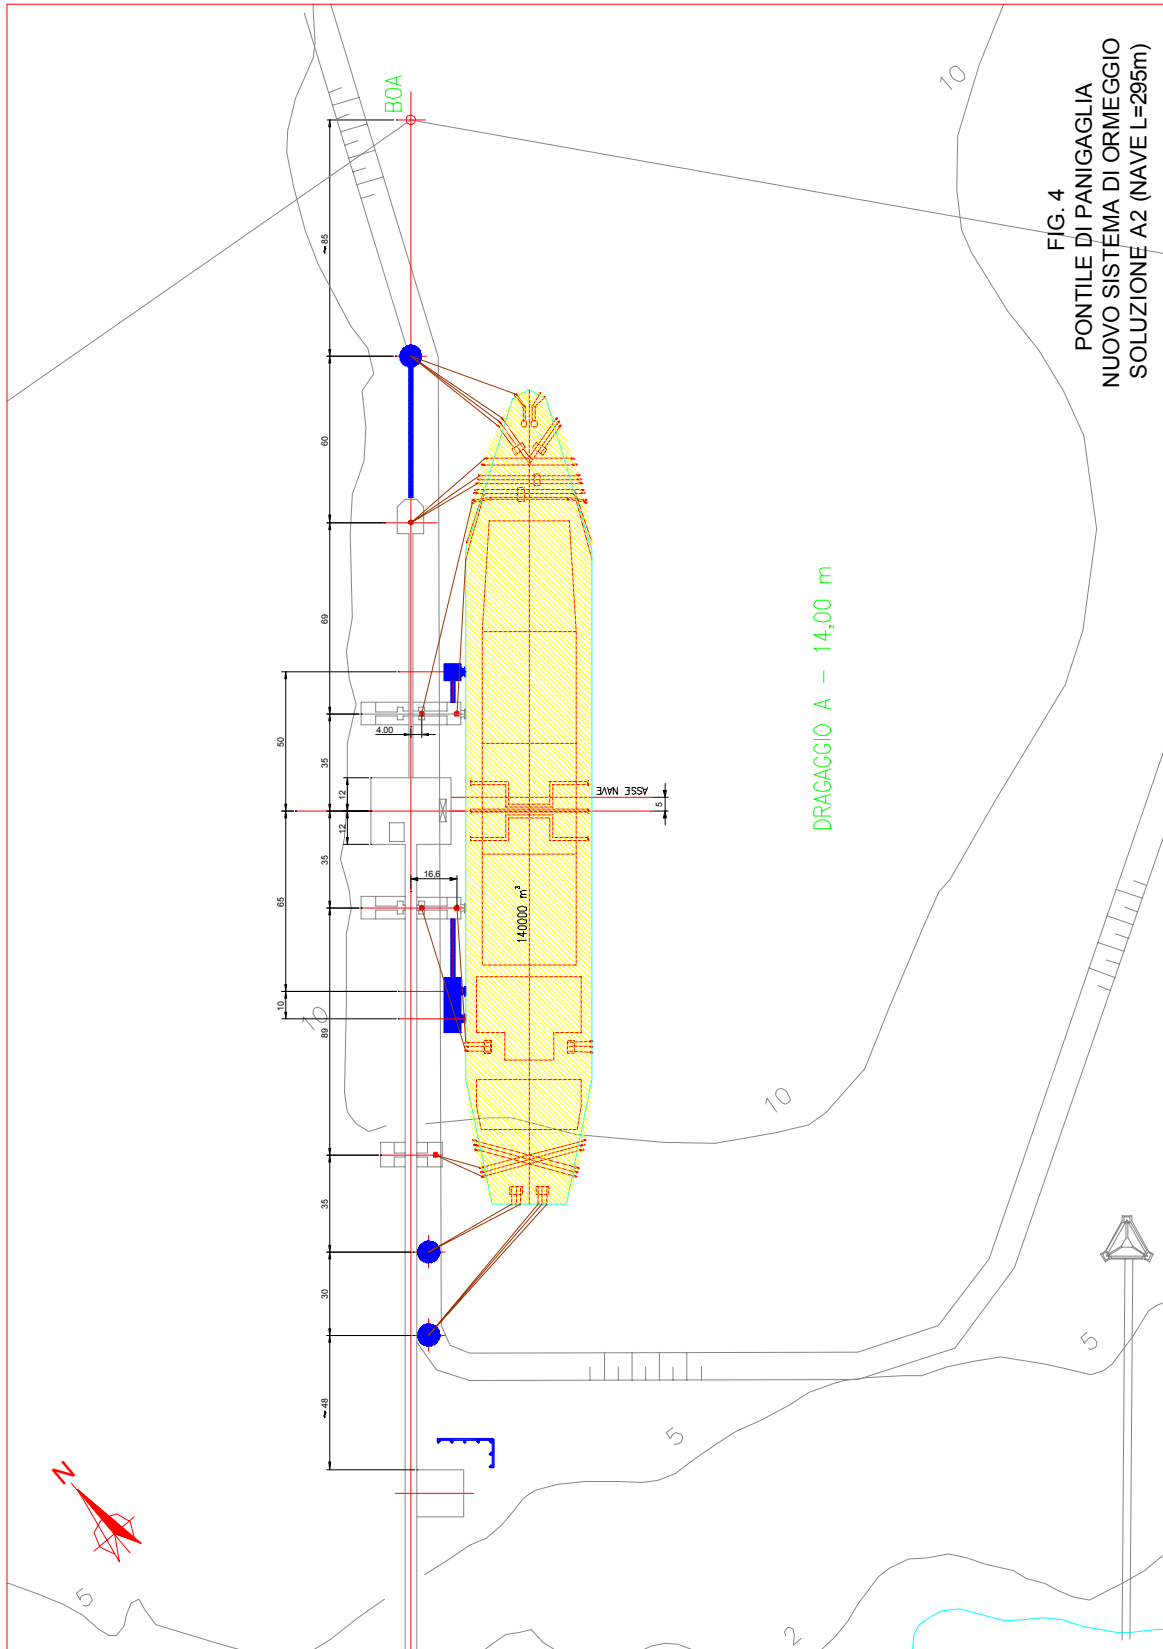 FIG. 4
PONTILE DI PANIGAGLIA
NUOVO SISTEMA DI ORMEGGIO
SOLUZIONE A2 (NAVE L=295m)
BOA
~85
60
69
35
35
89
35
30
~48
50
65
10
12
12
4.00
16,6
5
ASSE NAVE
140000 m³
DRAGAGGIO A - 14,00 m
10
10
10
5
5
5
2
N